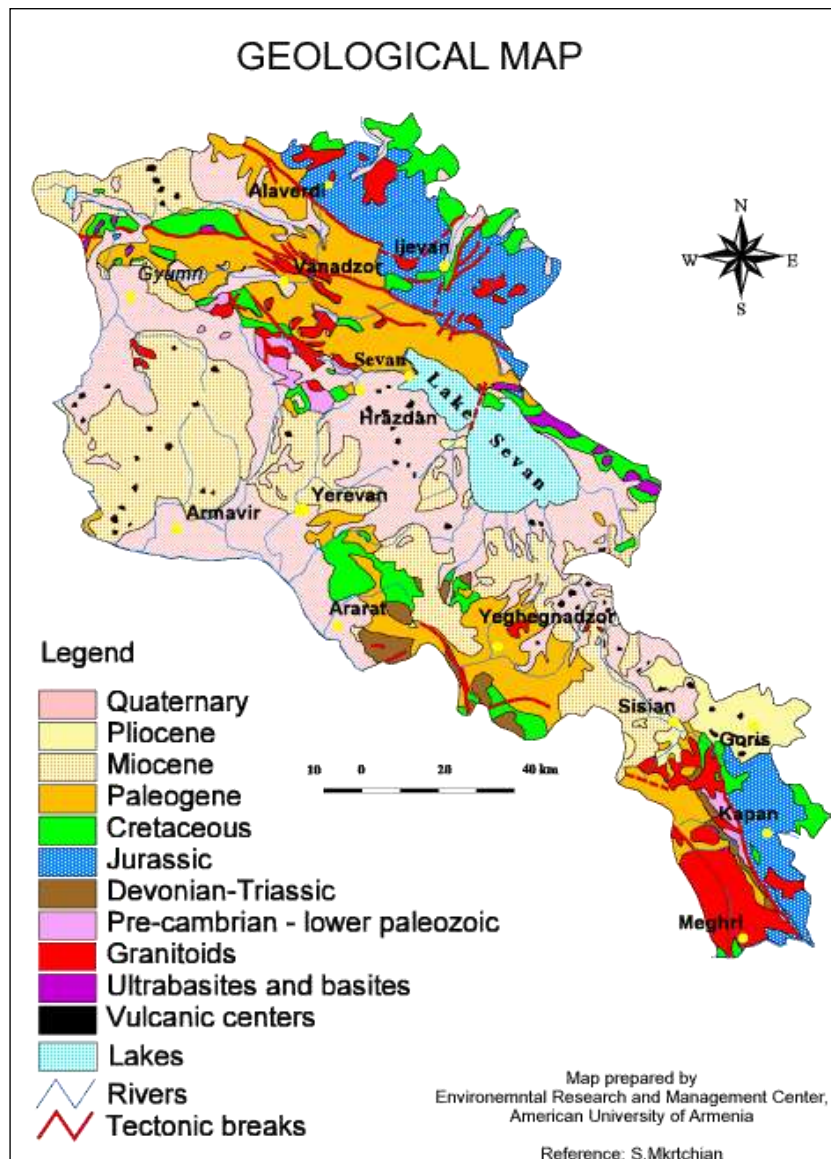 GEOLOGICAL MAP
Alaverdi
Ijevan
N
W E
S
Gyumri
Vanadzor
Sevan
Lake
Sevan
Hrazdan
Yerevan
Armavir
Ararat
Yeghegnadzor
Sisian
Goris
Kapan
Meghri
Legend
Quaternary
Pliocene
Miocene
Paleogene
Cretaceous
Jurassic
Devonian-Triassic
Pre-cambrian - lower paleozoic
Granitoids
Ultrabasites and basites
Vulcanic centers
Lakes
Rivers
Tectonic breaks
10 0 20 40 km
Map prepared by
Environemntal Research and Management Center,
American University of Armenia
Reference: S.Mkrtchian